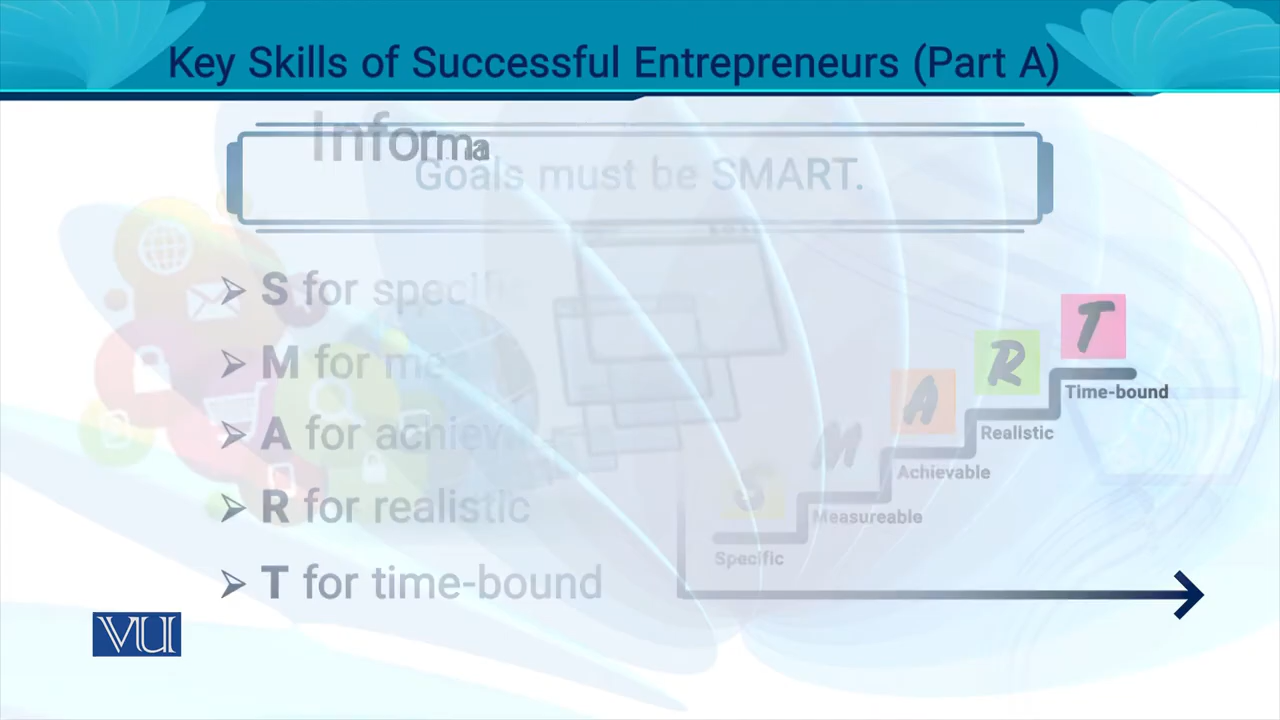 Key Skills of Successful Entrepreneurs (Part A)
Informa
Goals must be SMART.
S for specific
M for me
A for achiev
R for realistic
T for time-bound
S
M
A
R
T
Specific
Measureable
Achievable
Realistic
Time-bound
VU